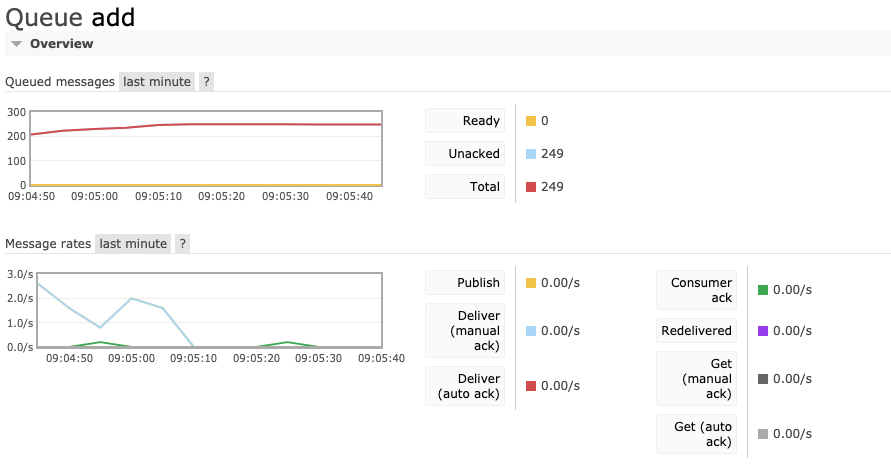 Queue add
Overview
Queued messages last minute ?
300
200
100
0
09:04:50 09:05:00 09:05:10 09:05:20 09:05:30 09:05:40
Ready 0
Unacked 249
Total 249
Message rates last minute ?
3.0/s
2.0/s
1.0/s
0.0/s
09:04:50 09:05:00 09:05:10 09:05:20 09:05:30 09:05:40
Publish 0.00/s
Deliver
(manual 0.00/s
ack)
Deliver
(auto ack) 0.00/s
Consumer
ack 0.00/s
Redelivered 0.00/s
Get
(manual 0.00/s
ack)
Get (auto
ack) 0.00/s